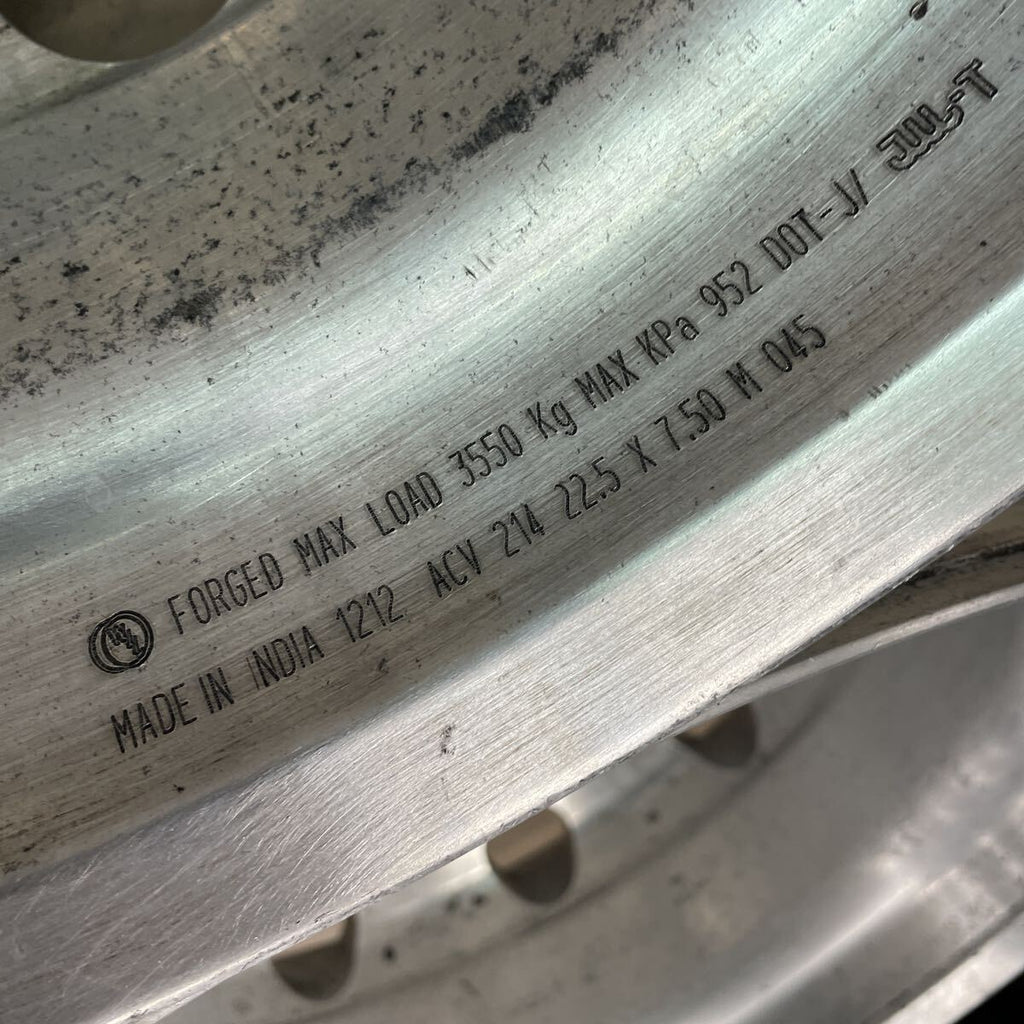 FORGED MAX LOAD 3550 Kg MAX KPa 952 DOT-J/ JWL-T
MADE IN INDIA 1212 ACV 214 22.5 X 7.50 M 045